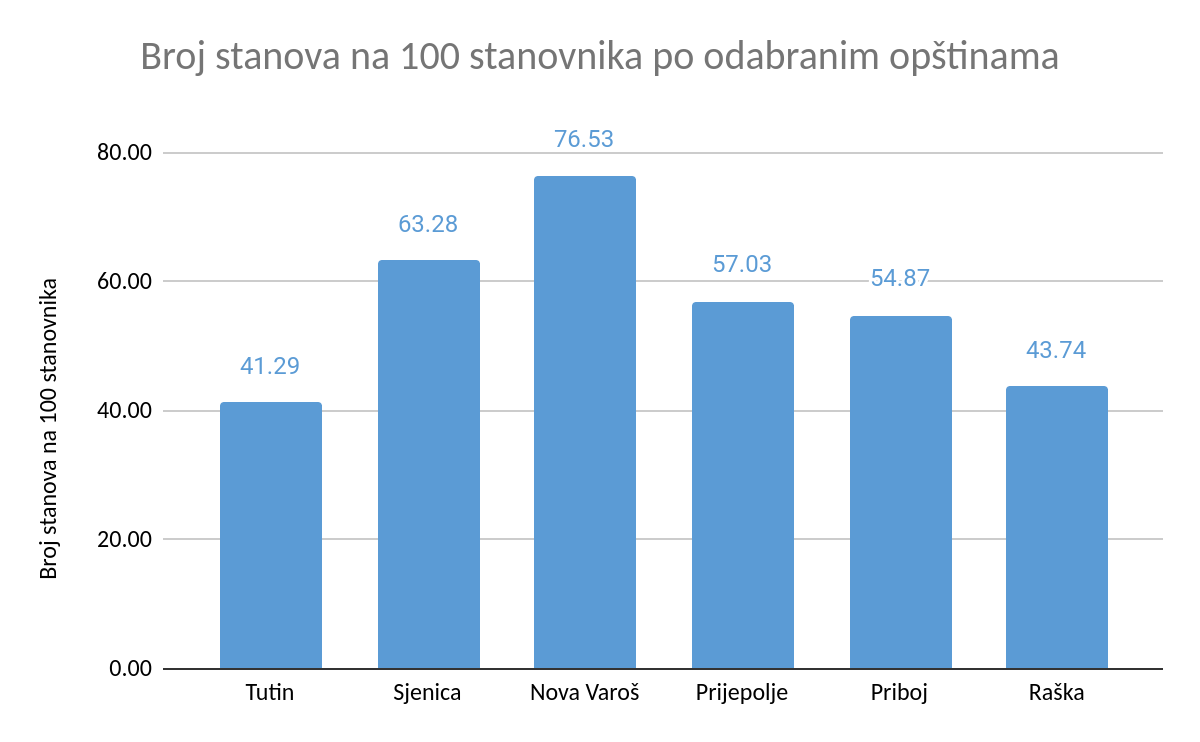 Broj stanova na 100 stanovnika po odabranim opštinama
Broj stanova na 100 stanovnika
80.00
60.00
40.00
20.00
0.00
41.29
63.28
76.53
57.03
54.87
43.74
Tutin
Sjenica
Nova Varoš
Prijepolje
Priboj
Raška